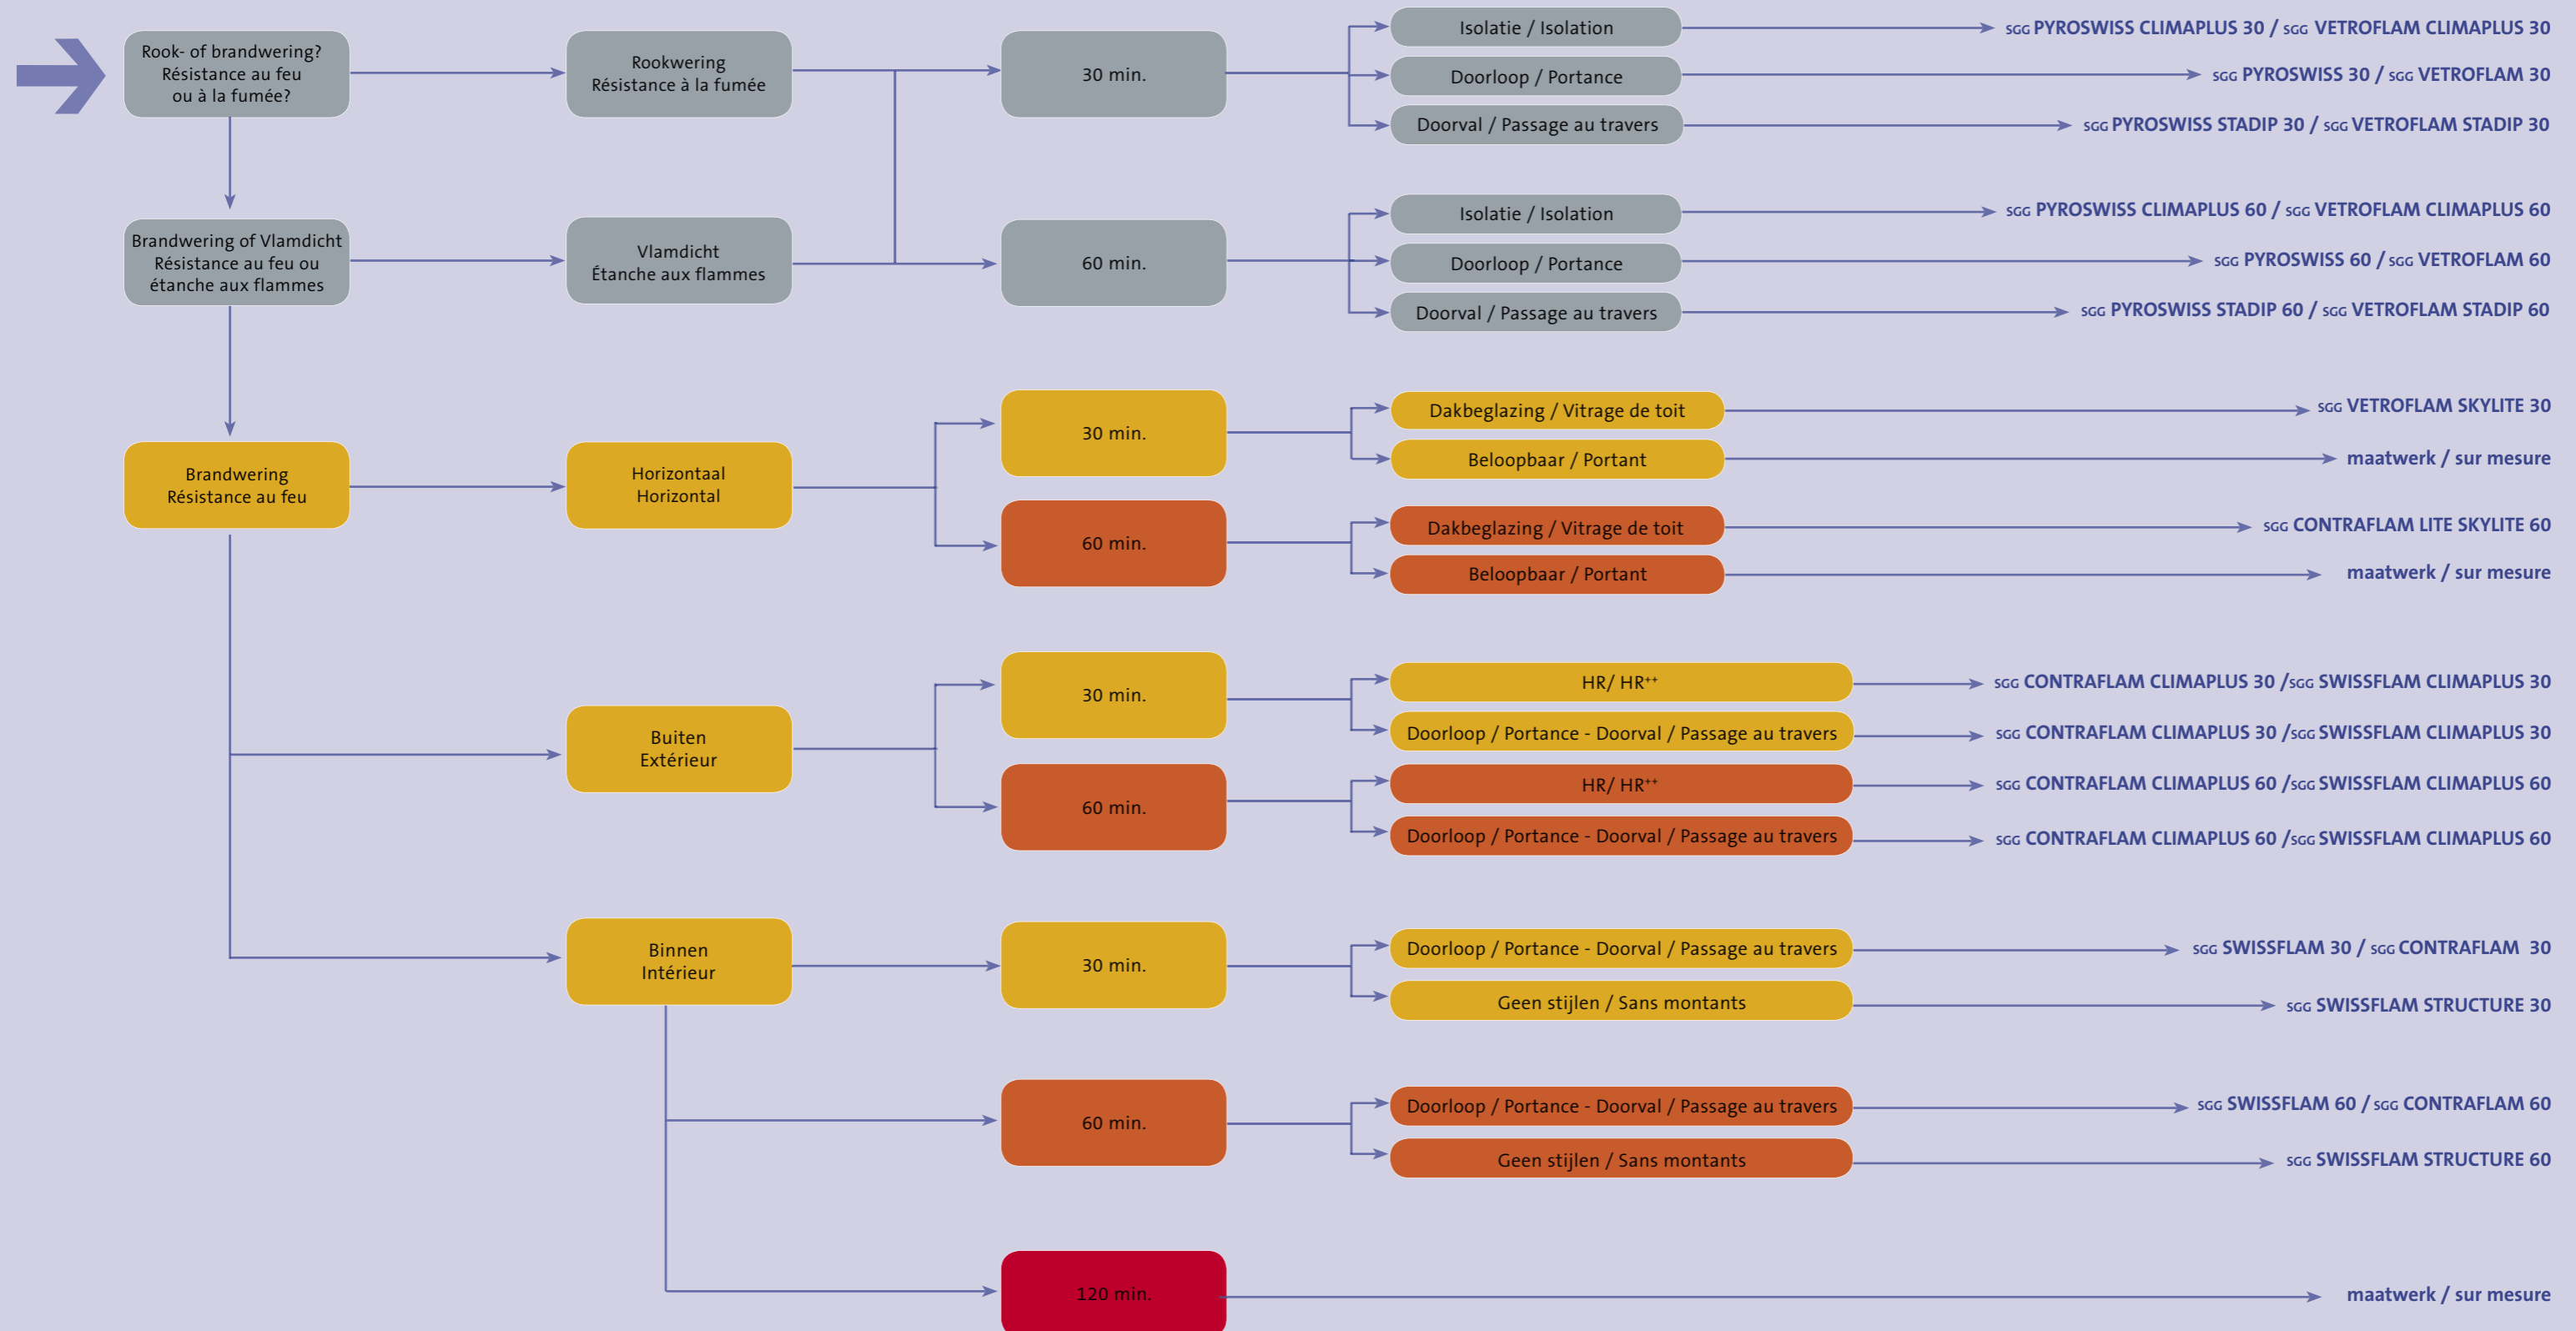 Rook- of brandwering?
Résistance au feu
ou à la fumée?
Rookwering
Résistance à la fumée
30 min.
Isolatie / Isolation
SGG PYROSWISS CLIMAPLUS 30 / SGG VETROFLAM CLIMAPLUS 30
Doorloop / Portance
SGG PYROSWISS 30 / SGG VETROFLAM 30
Doorval / Passage au travers
SGG PYROSWISS STADIP 30 / SGG VETROFLAM STADIP 30
Brandwering of Vlamdicht
Résistance au feu ou
étanche aux flammes
Vlamdicht
Étanche aux flammes
60 min.
Isolatie / Isolation
SGG PYROSWISS CLIMAPLUS 60 / SGG VETROFLAM CLIMAPLUS 60
Doorloop / Portance
SGG PYROSWISS 60 / SGG VETROFLAM 60
Doorval / Passage au travers
SGG PYROSWISS STADIP 60 / SGG VETROFLAM STADIP 60
Brandwering
Résistance au feu
Horizontaal
Horizontal
30 min.
Dakbeglazing / Vitrage de toit
SGG VETROFLAM SKYLITE 30
Beloopbaar / Portant
maatwerk / sur mesure
60 min.
Dakbeglazing / Vitrage de toit
SGG CONTRAFLAM LITE SKYLITE 60
Beloopbaar / Portant
maatwerk / sur mesure
Buiten
Extérieur
30 min.
HR/ HR++
SGG CONTRAFLAM CLIMAPLUS 30 /SGG SWISSFLAM CLIMAPLUS 30
Doorloop / Portance - Doorval / Passage au travers
SGG CONTRAFLAM CLIMAPLUS 30 /SGG SWISSFLAM CLIMAPLUS 30
60 min.
HR/ HR++
SGG CONTRAFLAM CLIMAPLUS 60 /SGG SWISSFLAM CLIMAPLUS 60
Doorloop / Portance - Doorval / Passage au travers
SGG CONTRAFLAM CLIMAPLUS 60 /SGG SWISSFLAM CLIMAPLUS 60
Binnen
Intérieur
30 min.
Doorloop / Portance - Doorval / Passage au travers
SGG SWISSFLAM 30 / SGG CONTRAFLAM 30
Geen stijlen / Sans montants
SGG SWISSFLAM STRUCTURE 30
60 min.
Doorloop / Portance - Doorval / Passage au travers
SGG SWISSFLAM 60 / SGG CONTRAFLAM 60
Geen stijlen / Sans montants
SGG SWISSFLAM STRUCTURE 60
120 min.
maatwerk / sur mesure